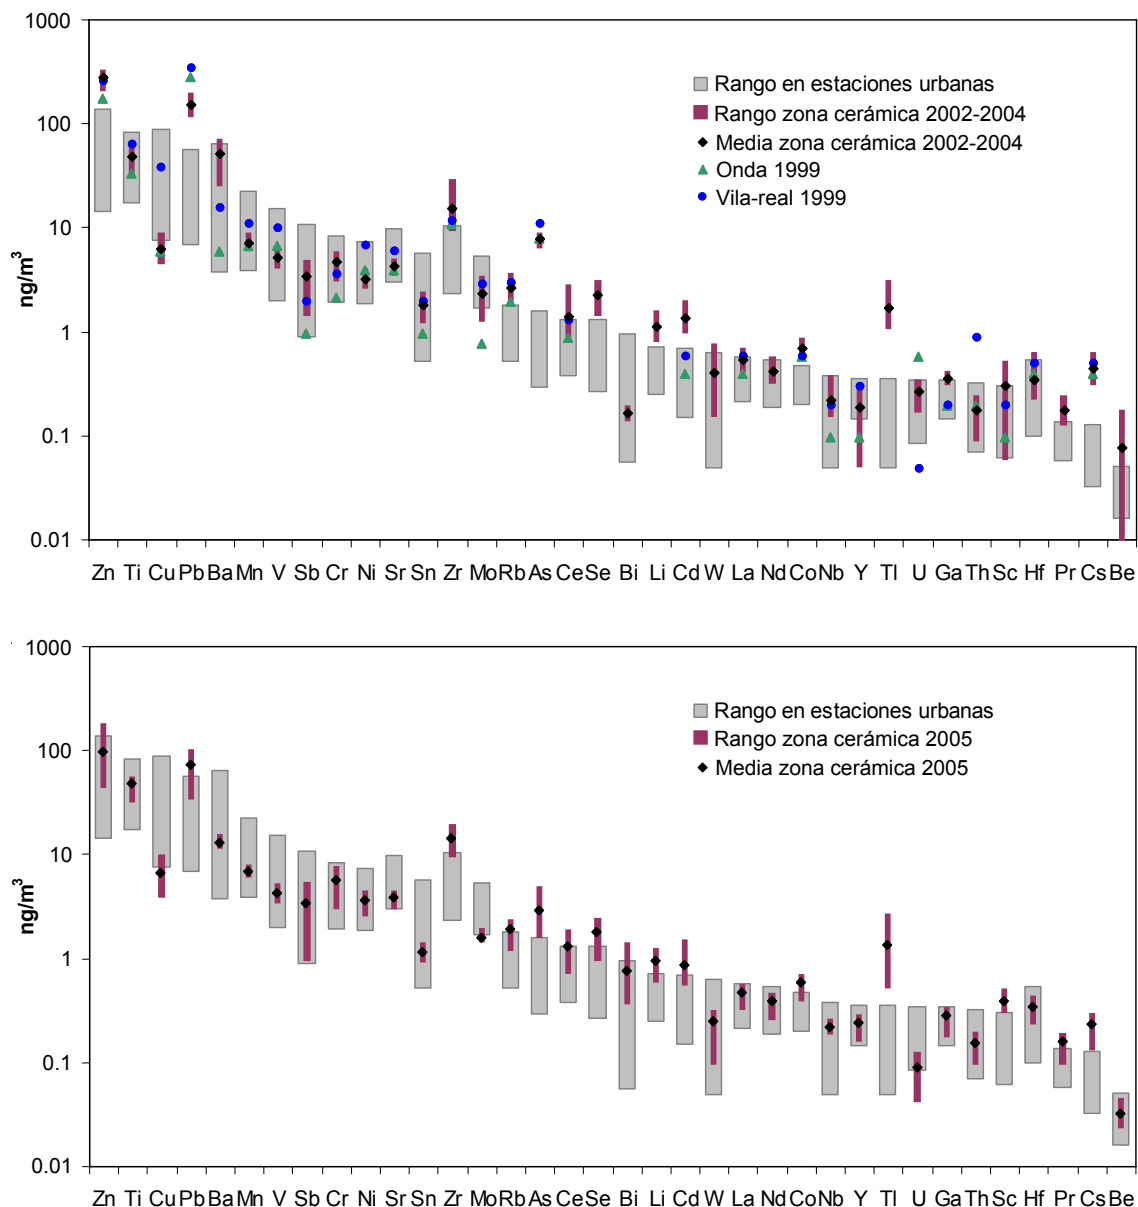 1000
100
10
1
0.1
0.01
ng/m³
Rango en estaciones urbanas
Rango zona cerámica 2002-2004
Media zona cerámica 2002-2004
Onda 1999
Vila-real 1999
Zn Ti Cu Pb Ba Mn V Sb Cr Ni Sr Sn Zr Mo Rb As Ce Se Bi Li Cd W La Nd Co Nb Y Tl U Ga Th Sc Hf Pr Cs Be
1000
100
10
1
0.1
0.01
ng/m³
Rango en estaciones urbanas
Rango zona cerámica 2005
Media zona cerámica 2005
Zn Ti Cu Pb Ba Mn V Sb Cr Ni Sr Sn Zr Mo Rb As Ce Se Bi Li Cd W La Nd Co Nb Y Tl U Ga Th Sc Hf Pr Cs Be